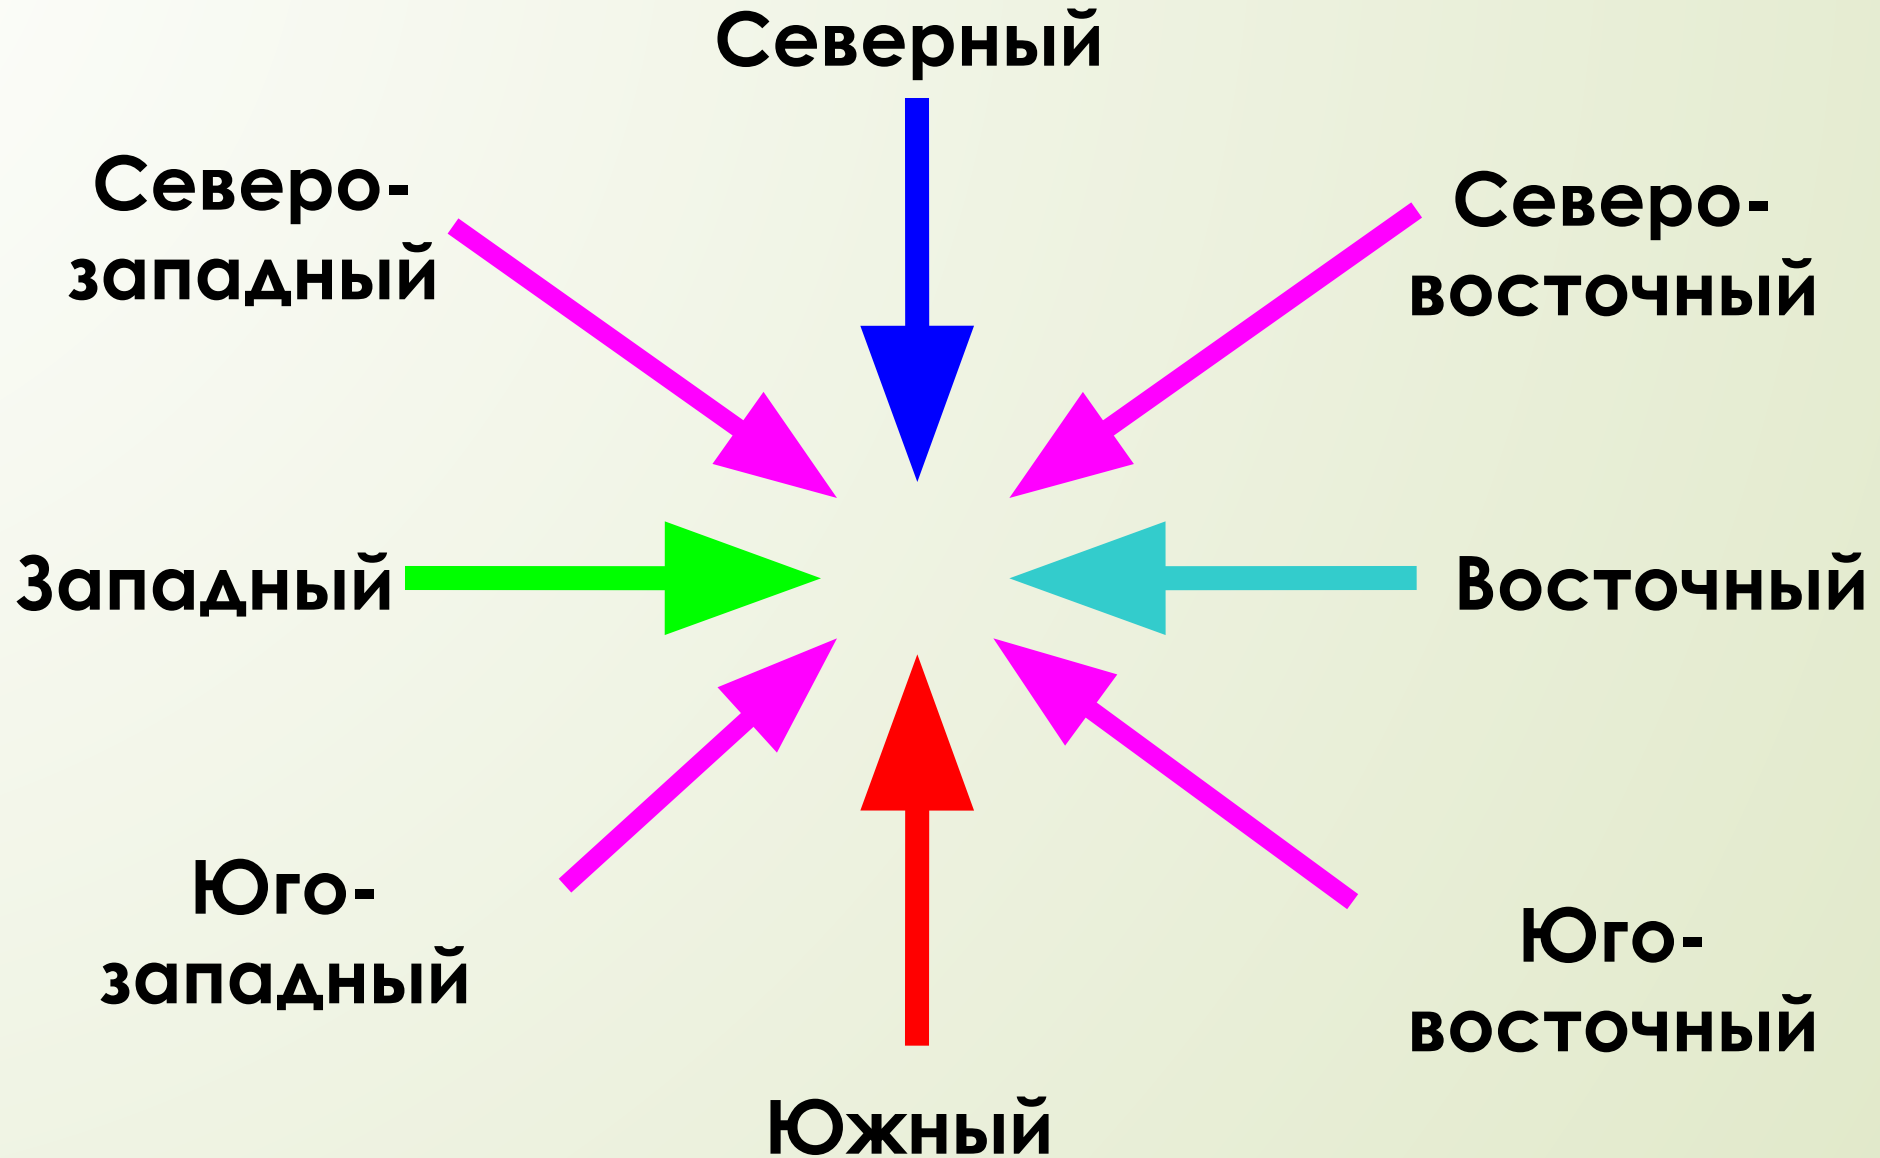 Северный
Северо-
западный
Северо-
восточный
Западный
Восточный
Юго-
западный
Юго-
восточный
Южный